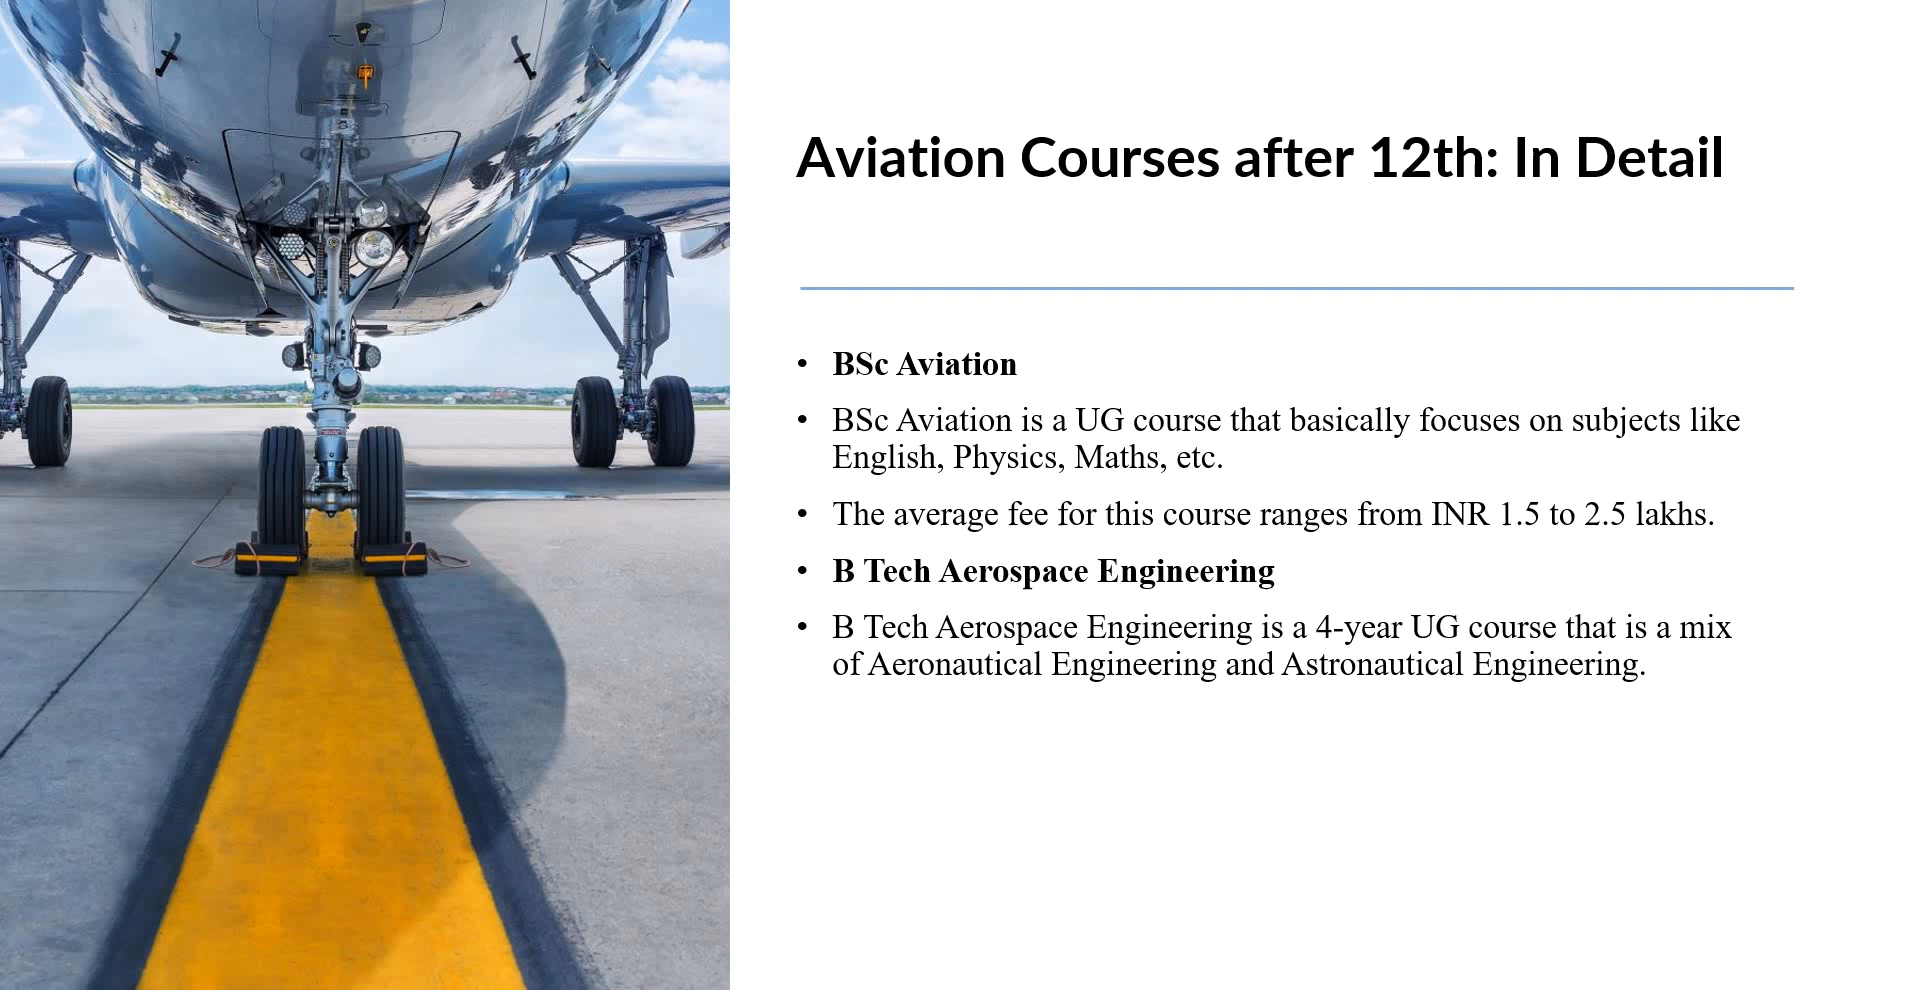 Aviation Courses after 12th: In Detail
• BSc Aviation
• BSc Aviation is a UG course that basically focuses on subjects like
English, Physics, Maths, etc.
• The average fee for this course ranges from INR 1.5 to 2.5 lakhs.
• B Tech Aerospace Engineering
• B Tech Aerospace Engineering is a 4-year UG course that is a mix
of Aeronautical Engineering and Astronautical Engineering.